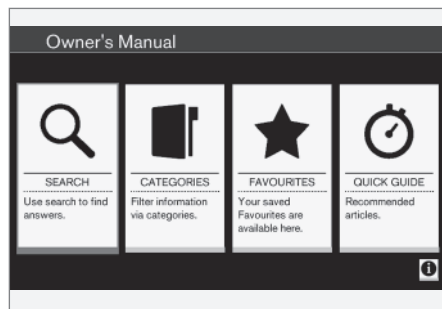 Owner's Manual
SEARCH
Use search to find
answers.
CATEGORIES
Filter information
via categories.
FAVOURITES
Your saved
Favourites are
available here.
QUICK GUIDE
Recommended
articles.
i